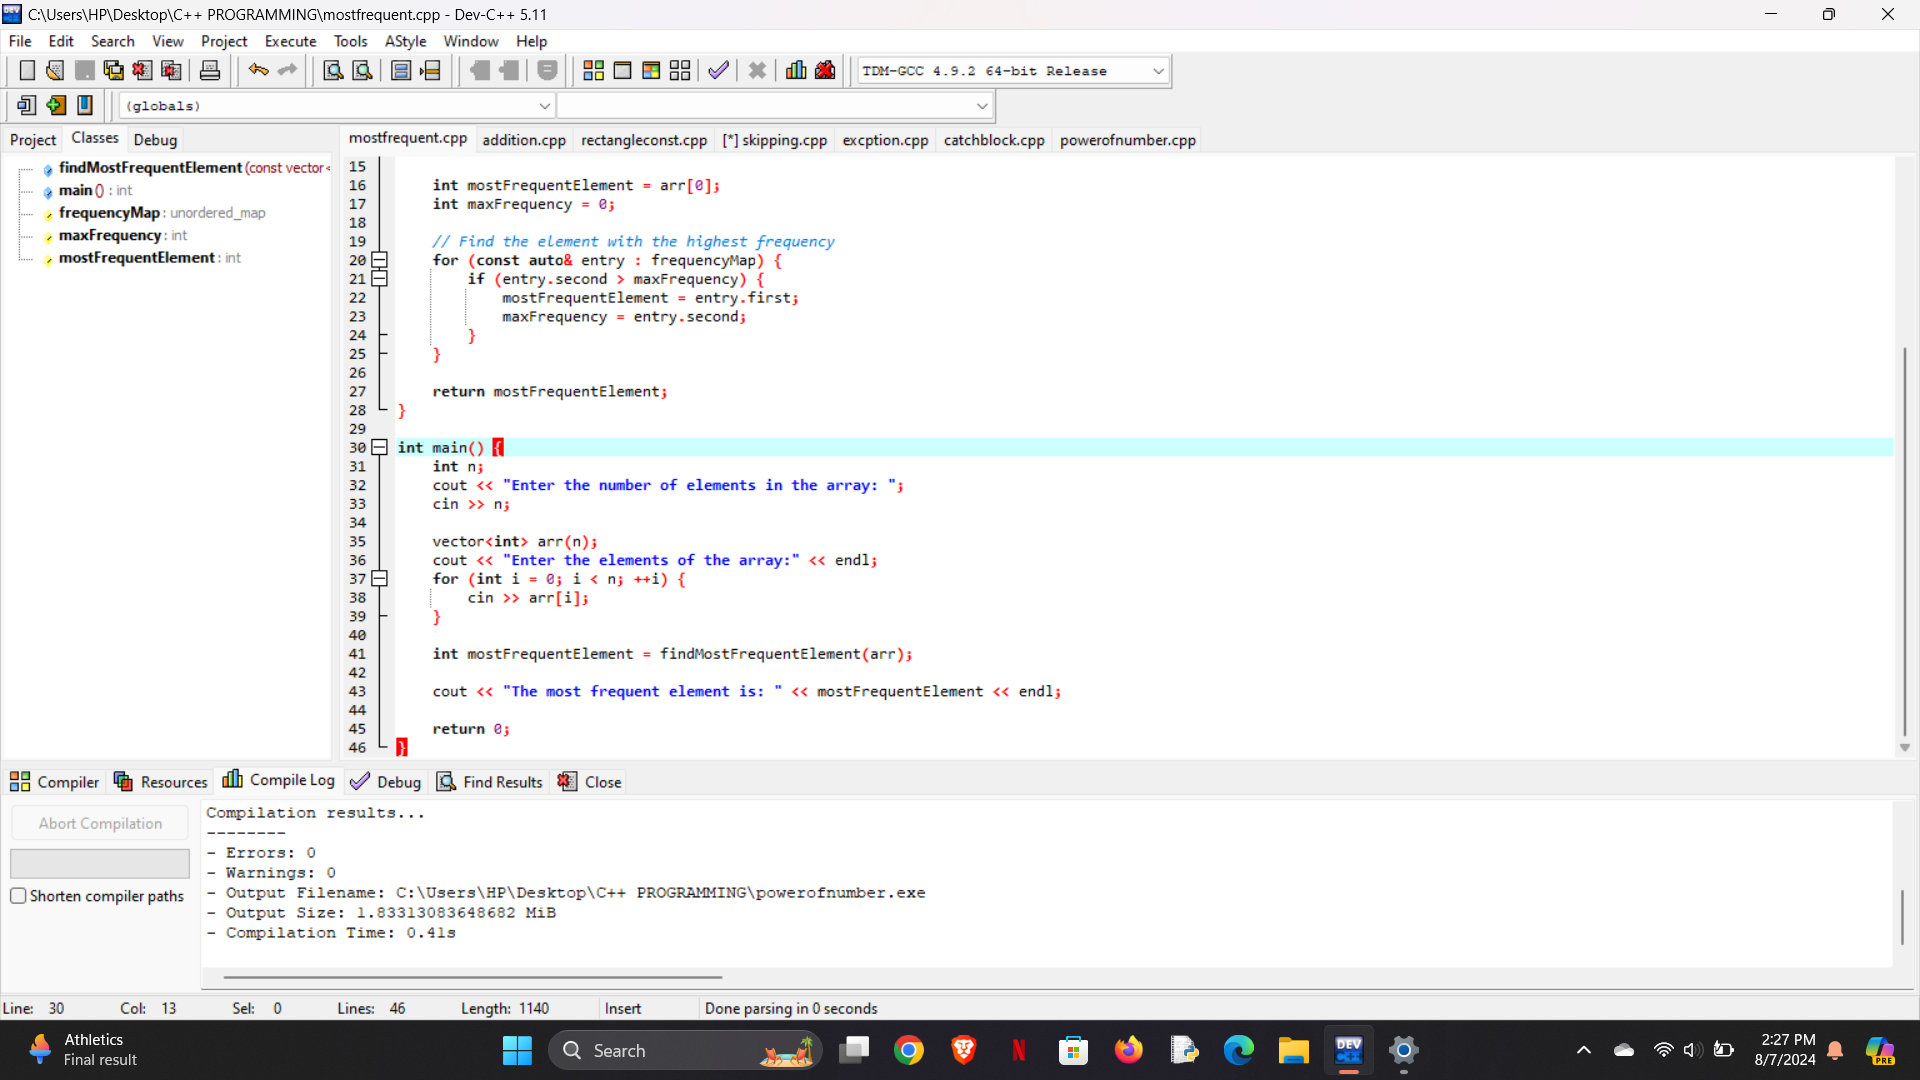 C:\Users\HP\Desktop\C++ PROGRAMMING\mostfrequent.cpp - Dev-C++ 5.11
File Edit Search View Project Execute Tools AStyle Window Help
TDM-GCC 4.9.2 64-bit Release
(globals)
Project Classes Debug
mostfrequent.cpp addition.cpp rectangleconst.cpp [*] skipping.cpp excption.cpp catchblock.cpp powerofnumber.cpp
findMostFrequentElement (const vector<
main () : int
frequencyMap : unordered_map
maxFrequency : int
mostFrequentElement : int
15
16 int mostFrequentElement = arr[0];
17 int maxFrequency = 0;
18
19 // Find the element with the highest frequency
20 for (const auto& entry : frequencyMap) {
21 if (entry.second > maxFrequency) {
22 mostFrequentElement = entry.first;
23 maxFrequency = entry.second;
24 }
25 }
26
27 return mostFrequentElement;
28 }
29
30 int main() {
31 int n;
32 cout << "Enter the number of elements in the array: ";
33 cin >> n;
34
35 vector<int> arr(n);
36 cout << "Enter the elements of the array:" << endl;
37 for (int i = 0; i < n; ++i) {
38 cin >> arr[i];
39 }
40
41 int mostFrequentElement = findMostFrequentElement(arr);
42
43 cout << "The most frequent element is: " << mostFrequentElement << endl;
44
45 return 0;
46 }
Compiler Resources Compile Log Debug Find Results Close
Abort Compilation
Shorten compiler paths
Compilation results...
--------
- Errors: 0
- Warnings: 0
- Output Filename: C:\Users\HP\Desktop\C++ PROGRAMMING\powerofnumber.exe
- Output Size: 1.83313083648682 MiB
- Compilation Time: 0.41s
Line: 30 Col: 13 Sel: 0 Lines: 46 Length: 1140 Insert Done parsing in 0 seconds
Athletics
Final result
Search
DEV
C++
2:27 PM
8/7/2024
PRE